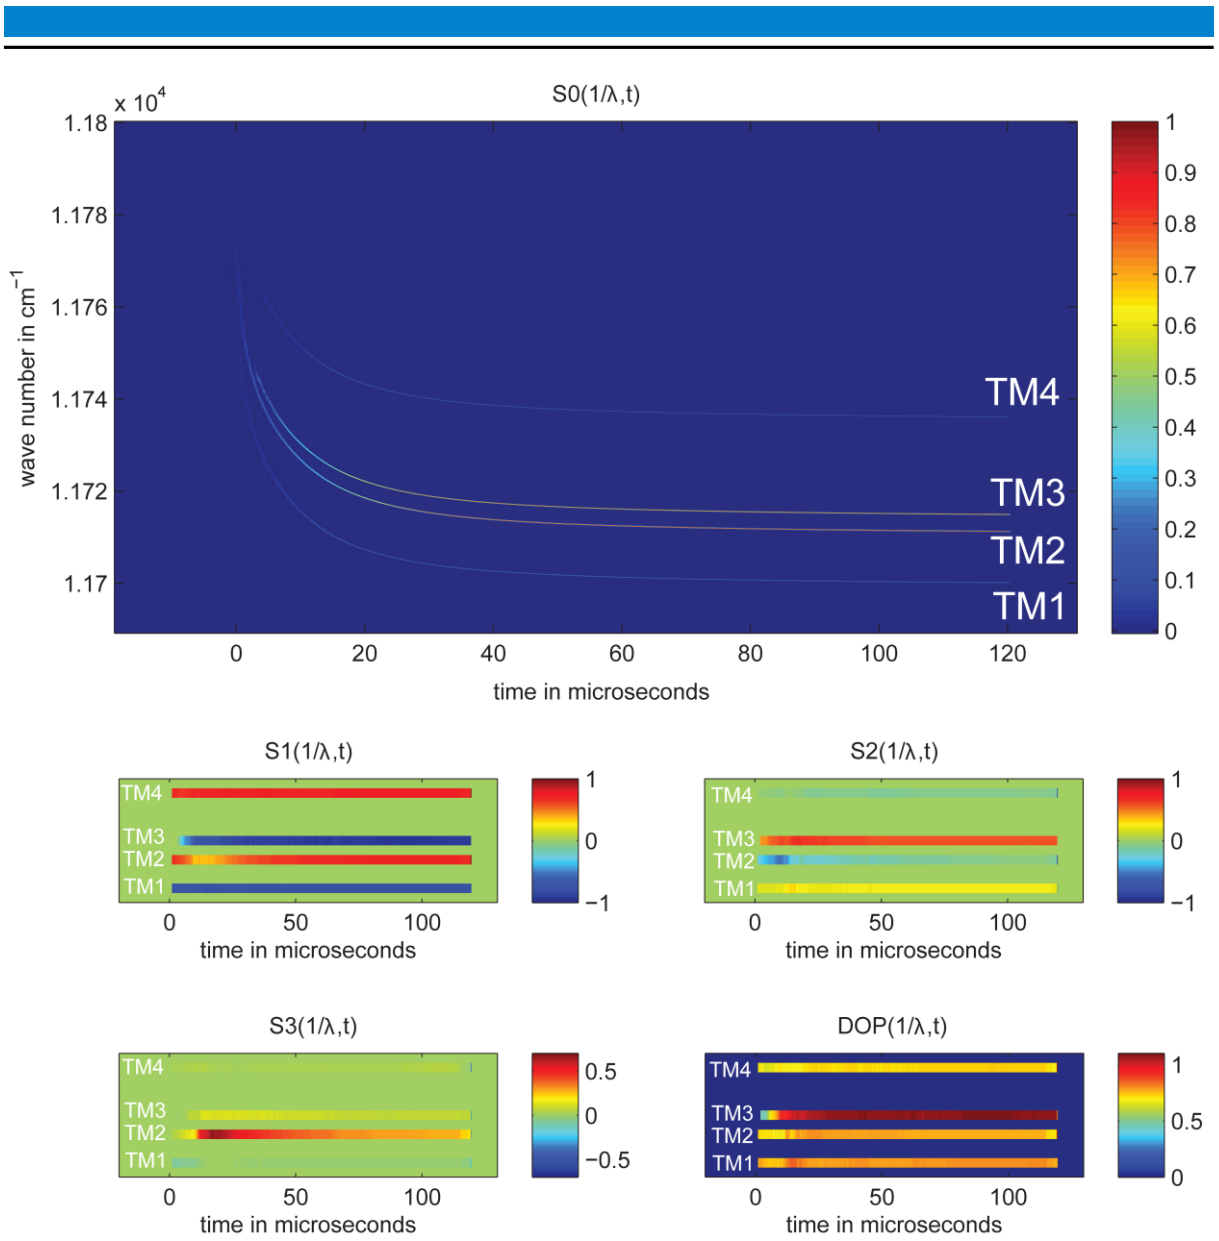 S0(1/λ,t)
x 10⁴
1.18
1.178
1.176
1.174
1.172
1.17
wave number in cm⁻¹
TM4
TM3
TM2
TM1
0 20 40 60 80 100 120
time in microseconds
1
0.9
0.8
0.7
0.6
0.5
0.4
0.3
0.2
0.1
0
S1(1/λ,t)
TM4
TM3
TM2
TM1
0 50 100
time in microseconds
1
0
−1
S2(1/λ,t)
TM4
TM3
TM2
TM1
0 50 100
time in microseconds
1
0
−1
S3(1/λ,t)
TM4
TM3
TM2
TM1
0 50 100
time in microseconds
0.5
0
−0.5
DOP(1/λ,t)
TM4
TM3
TM2
TM1
0 50 100
time in microseconds
1
0.5
0